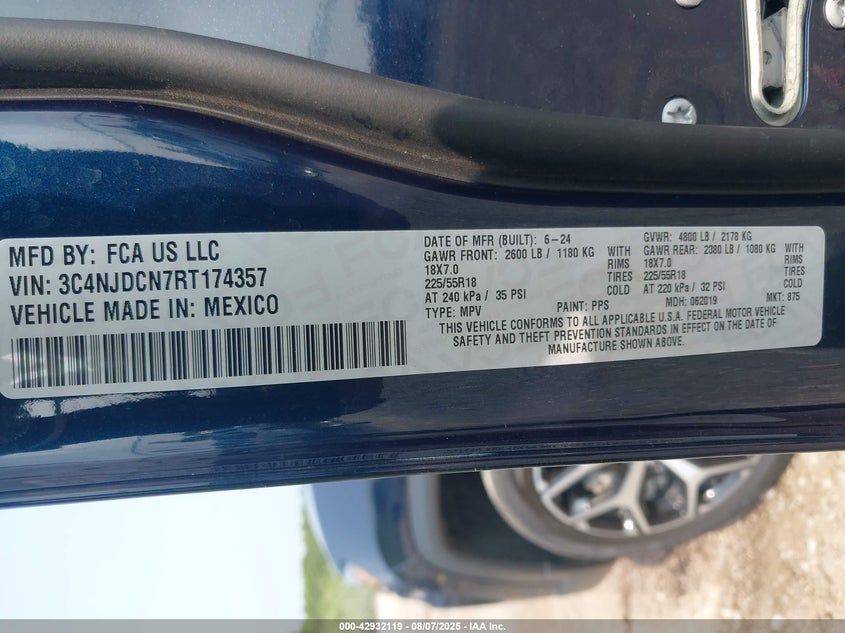 MFD BY: FCA US LLC
VIN: 3C4NJDCN7RT174357
VEHICLE MADE IN: MEXICO
DATE OF MFR (BUILT): 6-24 GVWR: 4800 LB / 2178 KG
GAWR FRONT: 2600 LB / 1180 KG WITH GAWR REAR: 2380 LB / 1080 KG WITH
18X7.0 RIMS 18X7.0 RIMS
225/55R18 TIRES 225/55R18 TIRES
AT 240 kPa / 35 PSI COLD AT 220 kPa / 32 PSI COLD
TYPE: MPV PAINT: PPS MDH: 062019 MKT: 875
THIS VEHICLE CONFORMS TO ALL APPLICABLE U.S.A. FEDERAL MOTOR VEHICLE
SAFETY AND THEFT PREVENTION STANDARDS IN EFFECT ON THE DATE OF
MANUFACTURE SHOWN ABOVE.
000-42932119 - 08/07/2025 - IAA Inc.